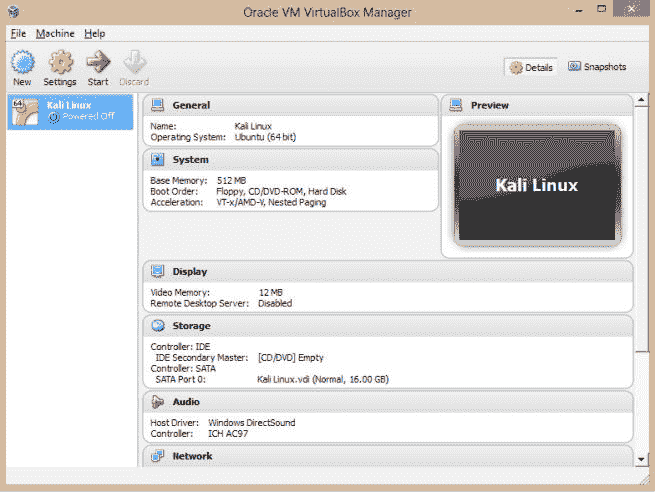 Oracle VM VirtualBox Manager
File Machine Help
New Settings Start Discard
Details Snapshots
64 Kali Linux
Powered Off
General
Name: Kali Linux
Operating System: Ubuntu (64 bit)
System
Base Memory: 512 MB
Boot Order: Floppy, CD/DVD-ROM, Hard Disk
Acceleration: VT-x/AMD-V, Nested Paging
Preview
Kali Linux
Display
Video Memory: 12 MB
Remote Desktop Server: Disabled
Storage
Controller: IDE
IDE Secondary Master: [CD/DVD] Empty
Controller: SATA
SATA Port 0: Kali Linux.vdi (Normal, 16.00 GB)
Audio
Host Driver: Windows DirectSound
Controller: ICH AC97
Network